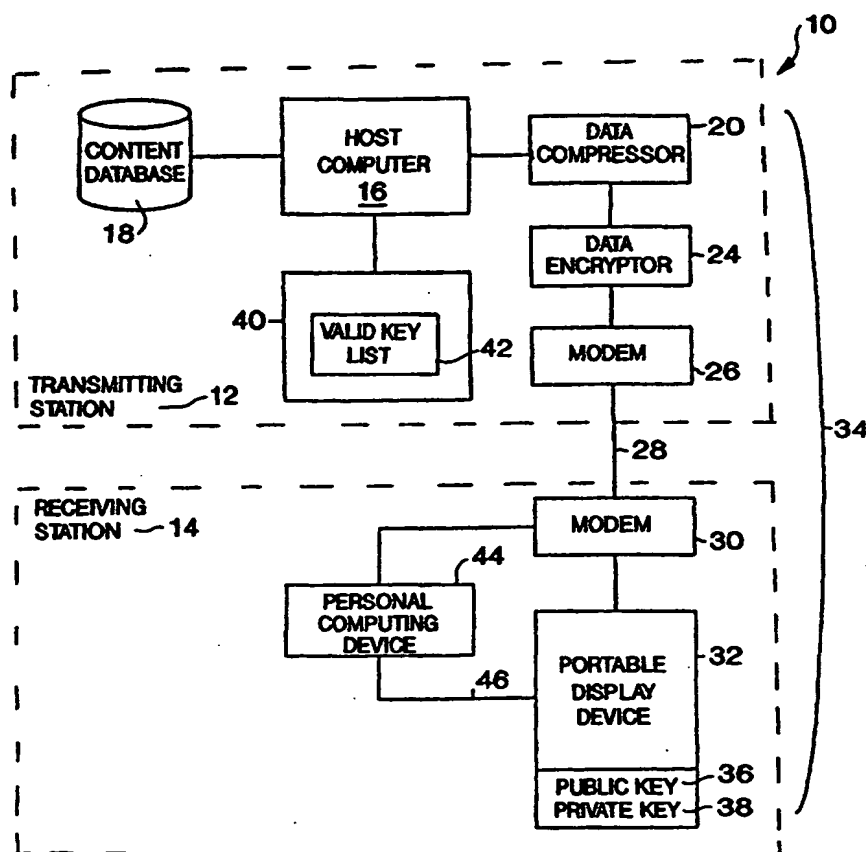 10
CONTENT
DATABASE
18
HOST
COMPUTER
16
DATA
COMPRESSOR
20
DATA
ENCRYPTOR
24
40
VALID KEY
LIST
42
MODEM
26
TRANSMITTING
STATION
12
28
34
RECEIVING
STATION
14
MODEM
30
44
PERSONAL
COMPUTING
DEVICE
46
PORTABLE
DISPLAY
DEVICE
32
PUBLIC KEY
36
PRIVATE KEY
38